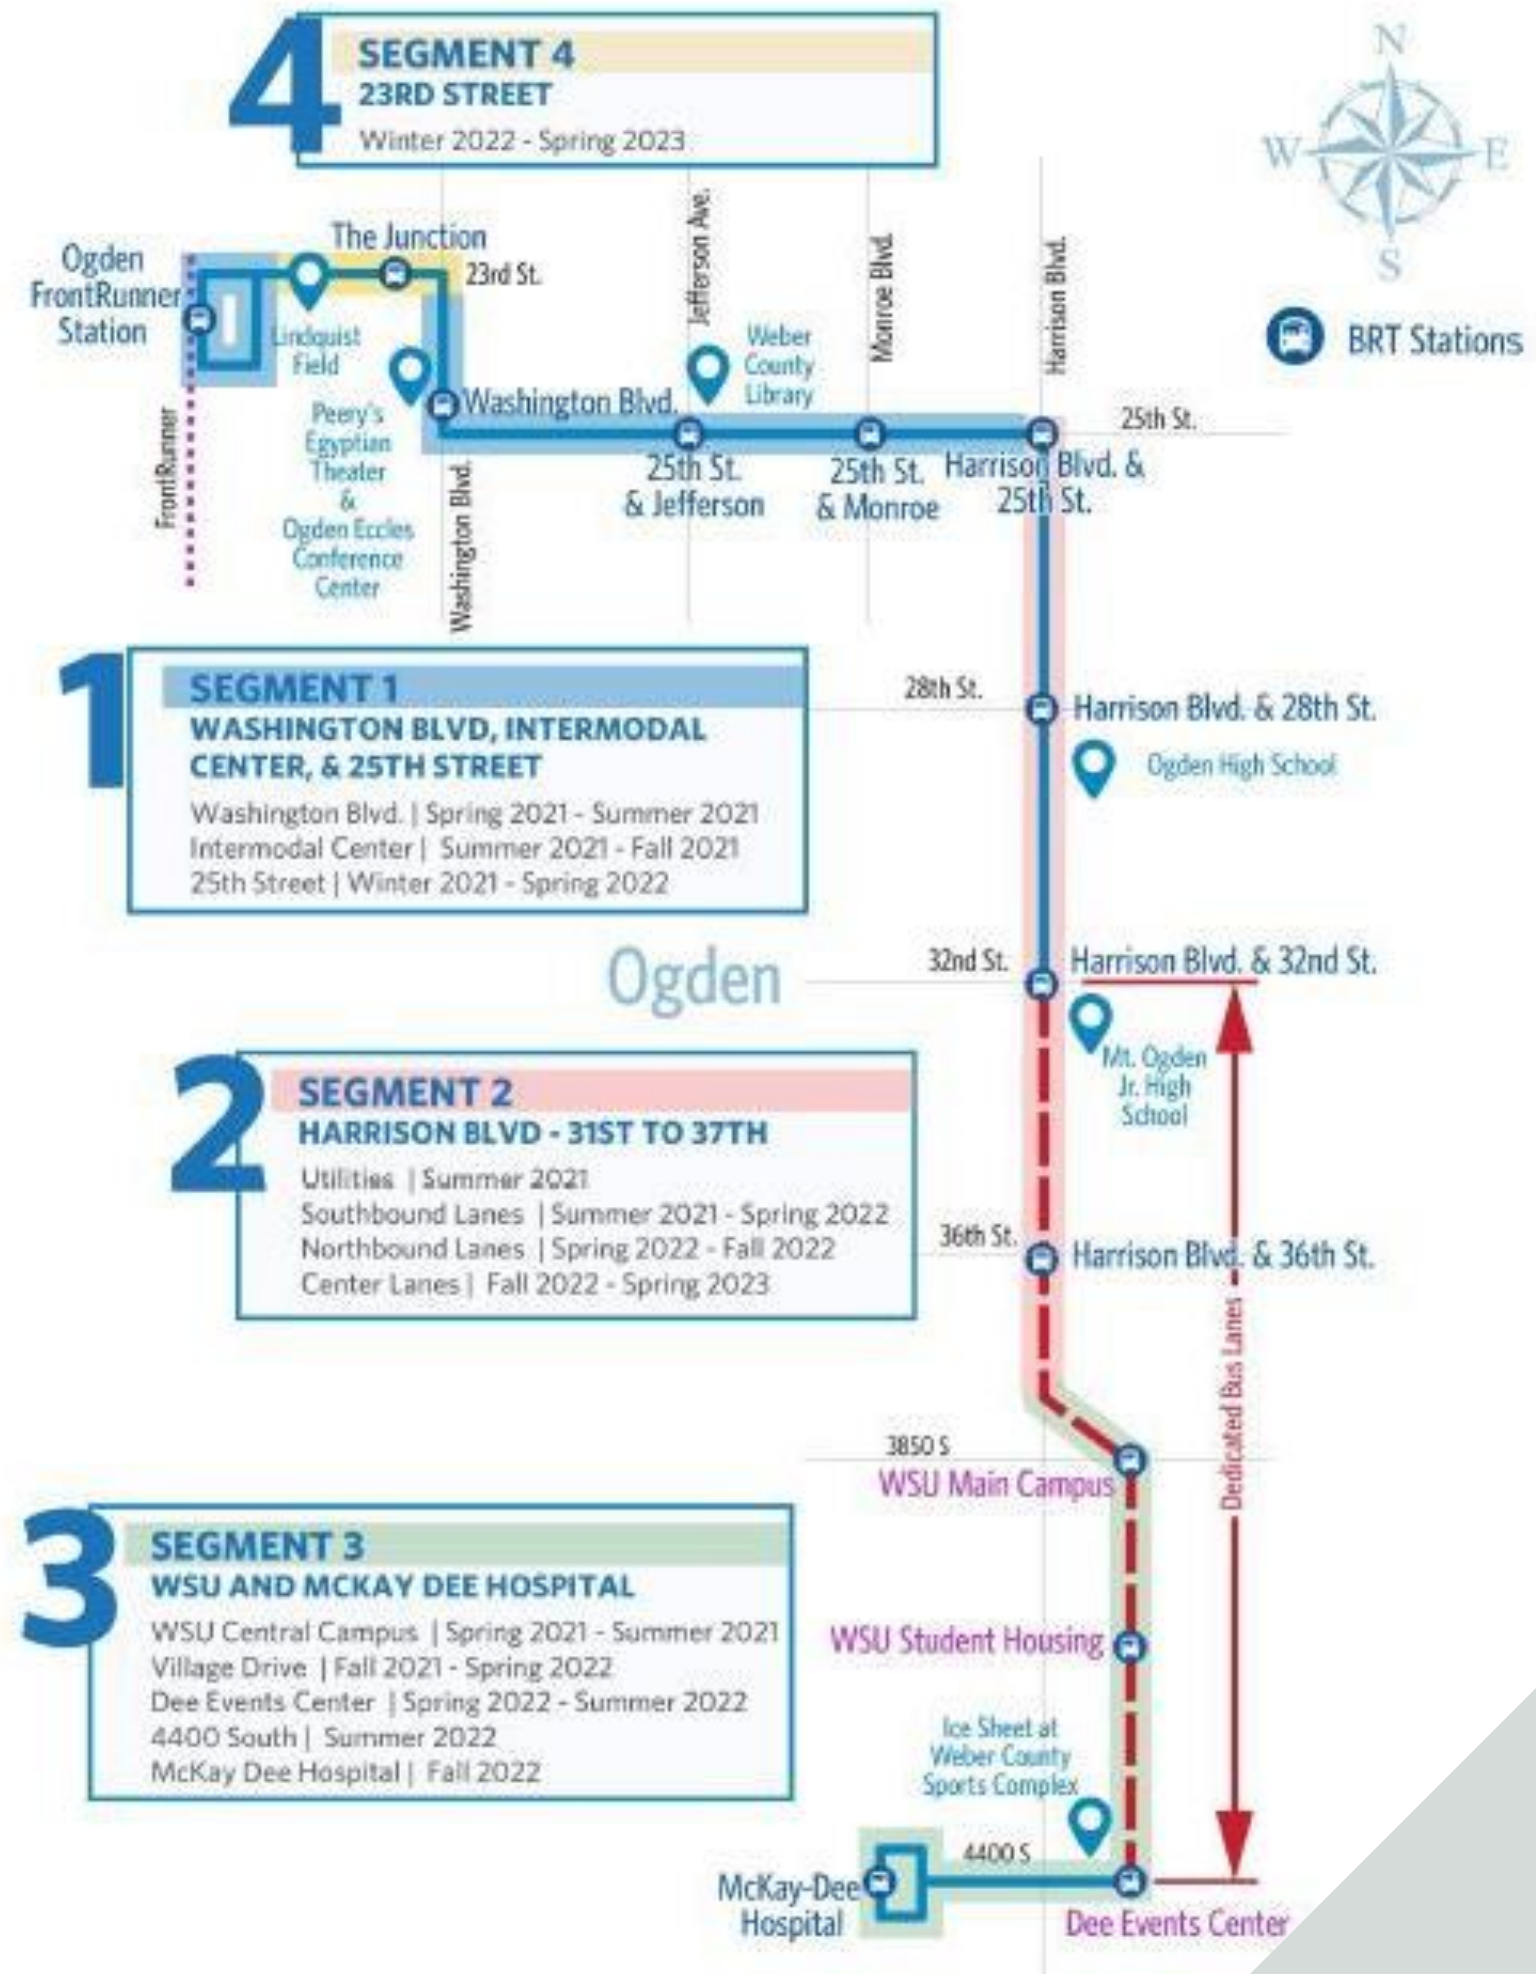 4
SEGMENT 4
23RD STREET
Winter 2022 - Spring 2023
N
W
E
S
BRT Stations
The Junction
23rd St.
Ogden
FrontRunner
Station
Lindquist
Field
Jefferson Ave.
Monroe Blvd.
Harrison Blvd.
Weber
County
Library
Peery's
Egyptian
Theater
&
Ogden Eccles
Conference
Center
FrontRunner
Washington Blvd.
Washington Blvd.
25th St.
25th St.
& Jefferson
25th St.
& Monroe
Harrison Blvd. &
25th St.
1
SEGMENT 1
WASHINGTON BLVD, INTERMODAL
CENTER, & 25TH STREET
Washington Blvd. | Spring 2021 - Summer 2021
Intermodal Center | Summer 2021 - Fall 2021
25th Street | Winter 2021 - Spring 2022
28th St.
Harrison Blvd. & 28th St.
Ogden High School
Ogden
32nd St.
Harrison Blvd. & 32nd St.
Mt. Ogden
Jr. High
School
2
SEGMENT 2
HARRISON BLVD - 31ST TO 37TH
Utilities | Summer 2021
Southbound Lanes | Summer 2021 - Spring 2022
Northbound Lanes | Spring 2022 - Fall 2022
Center Lanes | Fall 2022 - Spring 2023
36th St.
Harrison Blvd. & 36th St.
Dedicated Bus Lanes
3850 S
WSU Main Campus
3
SEGMENT 3
WSU AND MCKAY DEE HOSPITAL
WSU Central Campus | Spring 2021 - Summer 2021
Village Drive | Fall 2021 - Spring 2022
Dee Events Center | Spring 2022 - Summer 2022
4400 South | Summer 2022
McKay Dee Hospital | Fall 2022
WSU Student Housing
Ice Sheet at
Weber County
Sports Complex
4400 S
McKay-Dee
Hospital
Dee Events Center